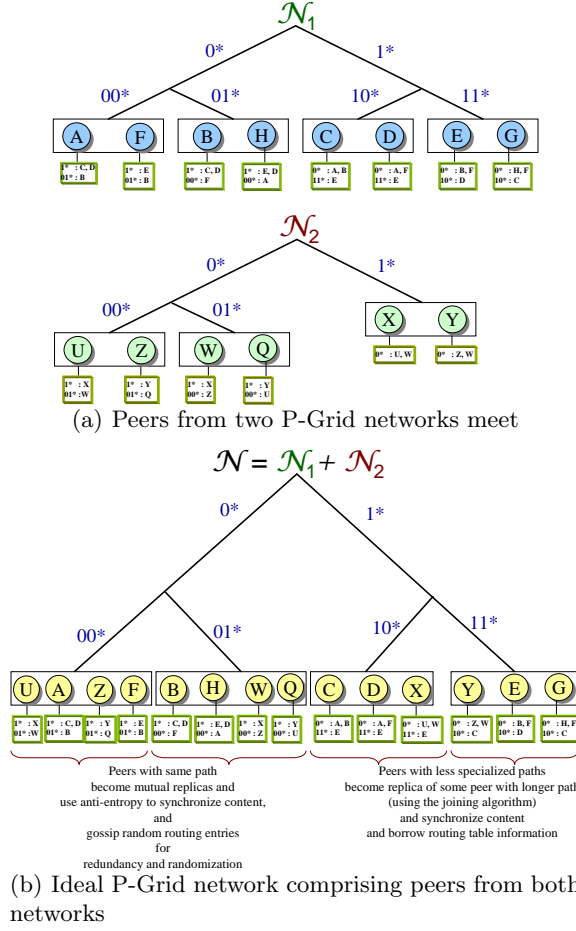 𝒩1
0* 1*
00* 01* 10* 11*
A F B H C D E G
1* : C, D
01* : B
1* : E
01* : B
1* : C, D
00* : F
1* : E, D
00* : A
0* : A, B
11* : E
0* : A, F
11* : E
0* : B, F
10* : D
0* : H, F
10* : C
𝒩2
0* 1*
00* 01*
X Y
U Z W Q
0* : U, W
0* : Z, W
1* : X
01* :W
1* : Y
01* : Q
1* : X
00* : Z
1* : Y
00* : U
(a) Peers from two P-Grid networks meet
𝒩 = 𝒩1 + 𝒩2
0* 1*
00* 01* 10* 11*
U A Z F B H W Q C D X Y E G
1* : X
01* :W
1* : C, D
01* : B
1* : Y
01* : Q
1* : E
01* : B
1* : C, D
00* : F
1* : E, D
00* : A
1* : X
00* : Z
1* : Y
00* : U
0* : A, B
11* : E
0* : A, F
11* : E
0* : U, W
11* : E
0* : Z, W
10* : C
0* : B, F
10* : D
0* : H, F
10* : C
Peers with same path
become mutual replicas and
use anti-entropy to synchronize content,
and
gossip random routing entries
for
redundancy and randomization
Peers with less specialized paths
become replica of some peer with longer path
(using the joining algorithm)
and synchronize content
and borrow routing table information
(b) Ideal P-Grid network comprising peers from both
networks